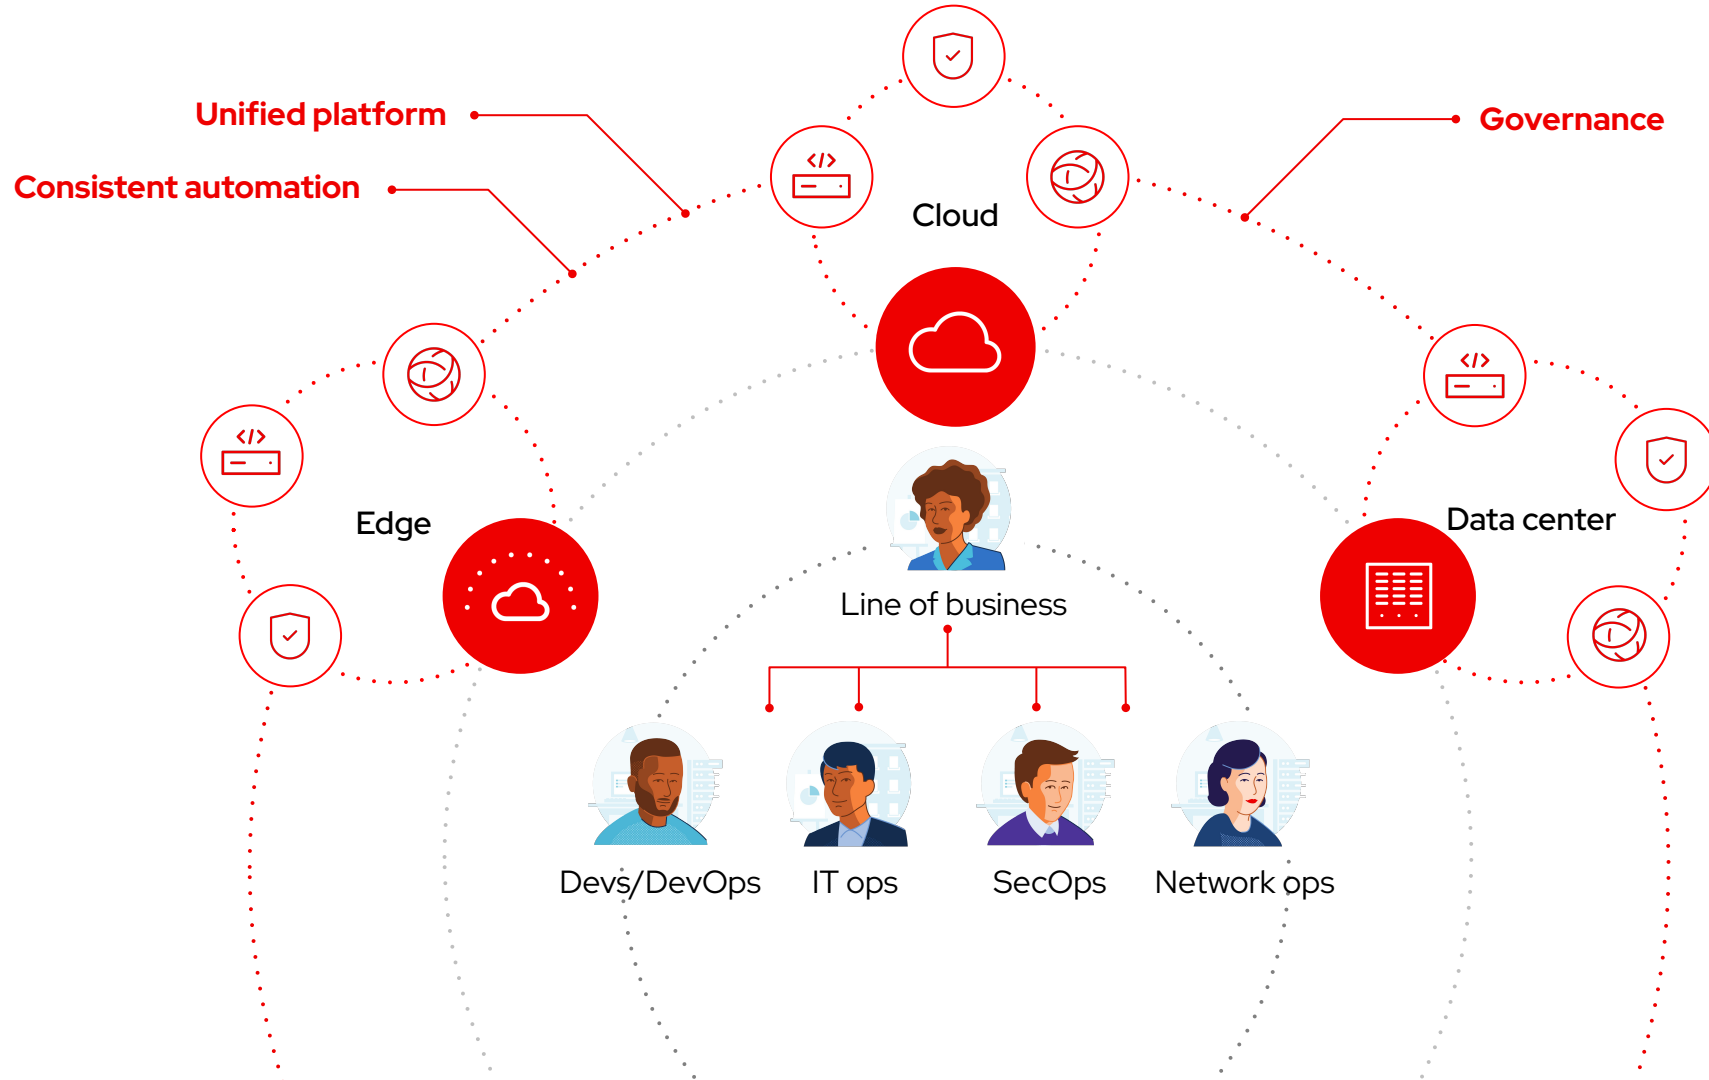 Unified platform
Governance
Consistent automation
Cloud
Edge
Data center
Line of business
Devs/DevOps
IT ops
SecOps
Network ops